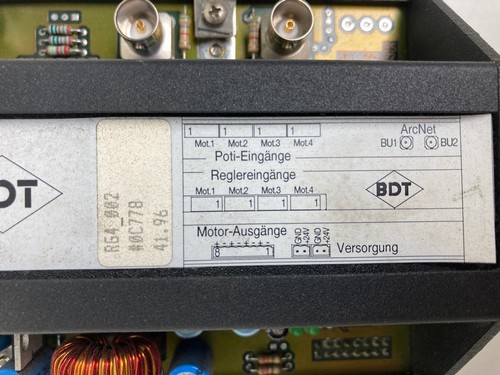 1 1 1 1
Mot.1 Mot.2 Mot.3 Mot.4
Poti-Eingänge
Reglereingänge
Mot.1 Mot.2 Mot.3 Mot.4
1 1 1 1
Motor-Ausgänge
+-+-+-+-
8 1
GND
+24V
GND
+24V
Versorgung
ArcNet
BU1 BU2
BDT
DT
RG4_002
#0C778
41.96